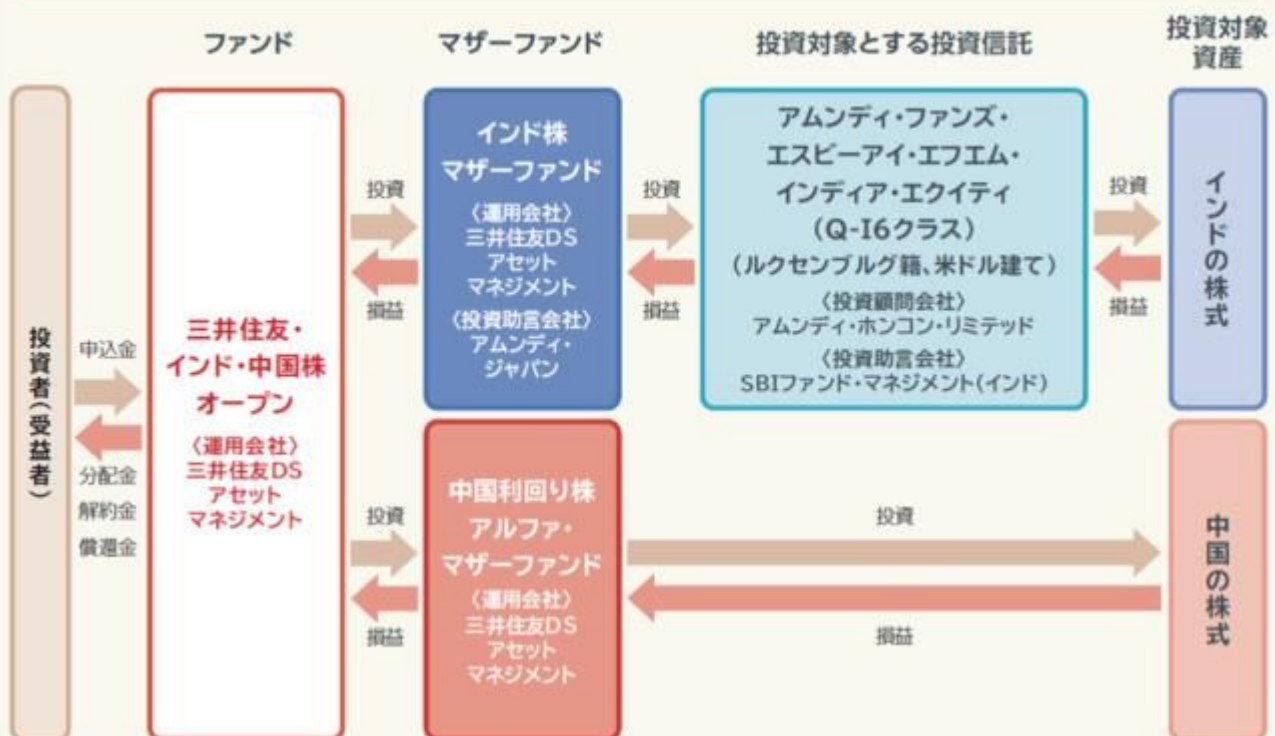 ファンド
マザーファンド
投資対象とする投資信託
投資対象
資産
投資者(受益者)
申込金
分配金
解約金
償還金
三井住友・
インド・中国株
オープン
〈運用会社〉
三井住友DS
アセット
マネジメント
投資
損益
インド株
マザーファンド
〈運用会社〉
三井住友DS
アセット
マネジメント
〈投資助言会社〉
アムンディ・
ジャパン
投資
損益
アムンディ・ファンズ・
エスビーアイ・エフエム・
インディア・エクイティ
(Q-I6クラス)
(ルクセンブルグ籍、米ドル建て)
〈投資顧問会社〉
アムンディ・ホンコン・リミテッド
〈投資助言会社〉
SBIファンド・マネジメント(インド)
投資
損益
インドの株式
投資
損益
中国利回り株
アルファ・
マザーファンド
〈運用会社〉
三井住友DS
アセット
マネジメント
投資
損益
中国の株式